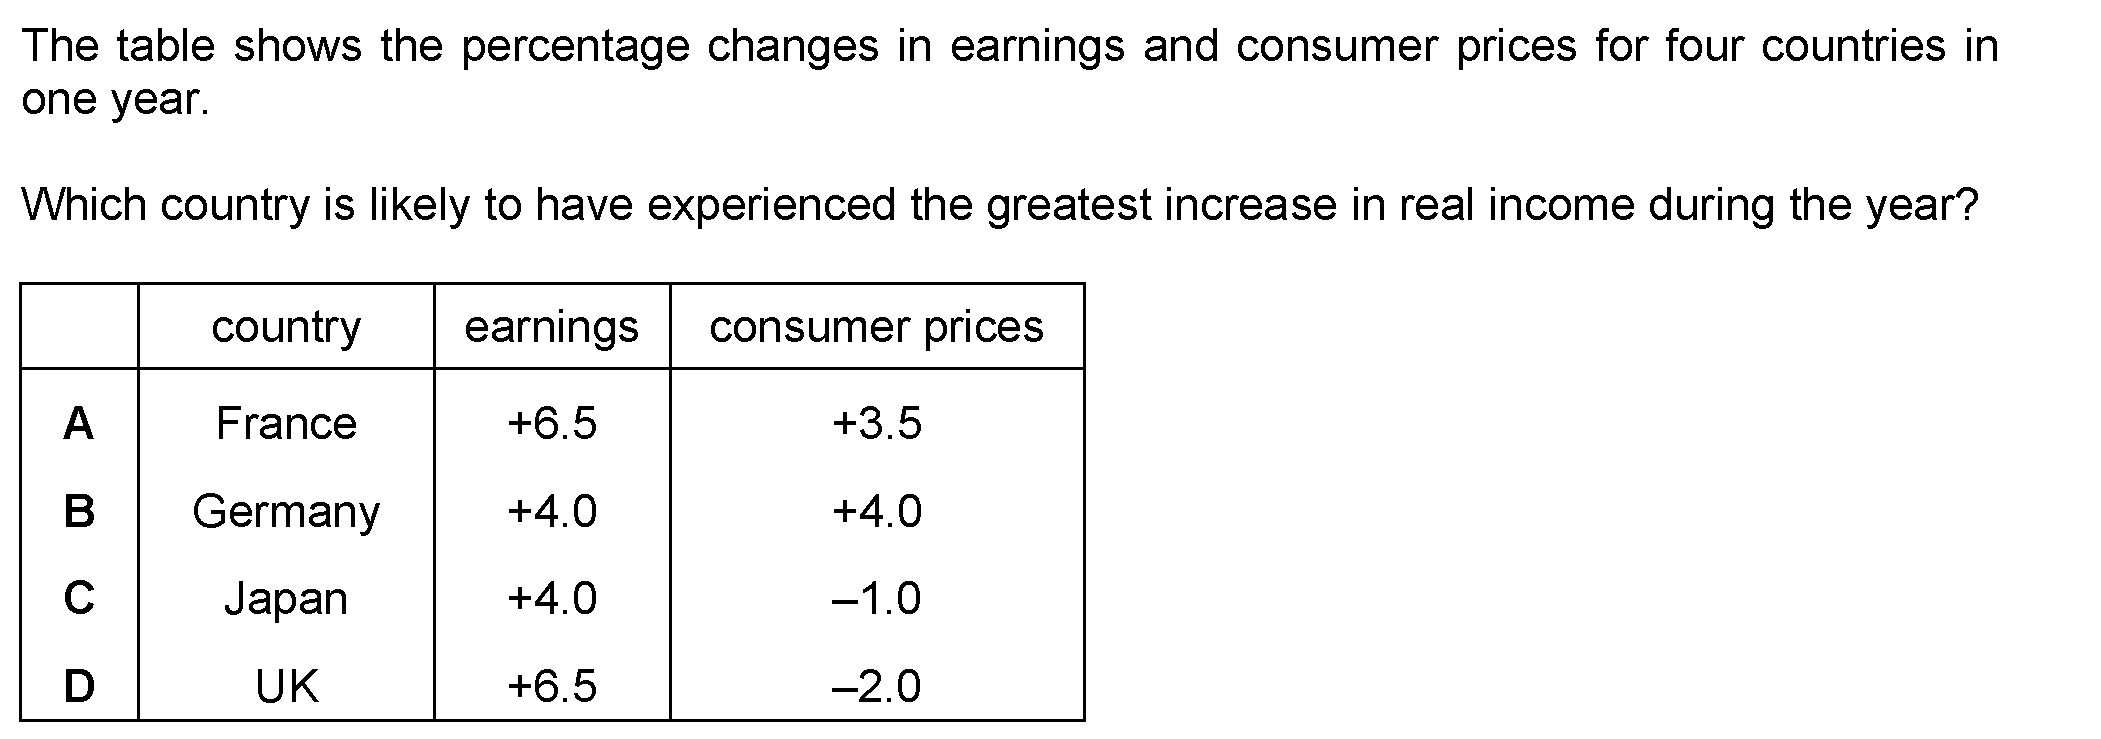 The table shows the percentage changes in earnings and consumer prices for four countries in
one year.
Which country is likely to have experienced the greatest increase in real income during the year?
country earnings consumer prices
A France +6.5 +3.5
B Germany +4.0 +4.0
C Japan +4.0 –1.0
D UK +6.5 –2.0